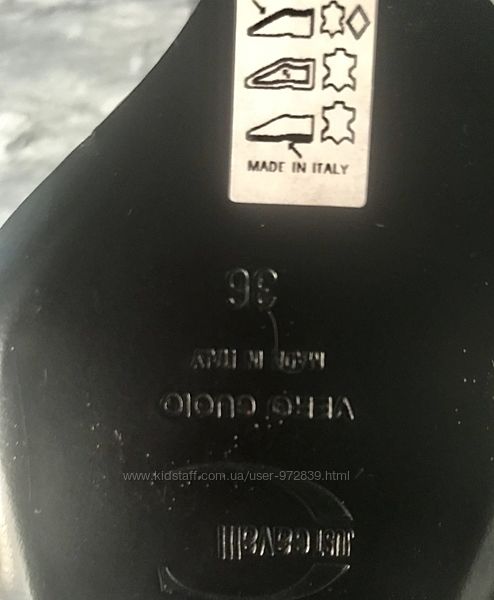 MADE IN ITALY
36
MADE IN ITALY
VERO CUOIO
www.kidstaff.com.ua/user-972839.html
JUST cavalli